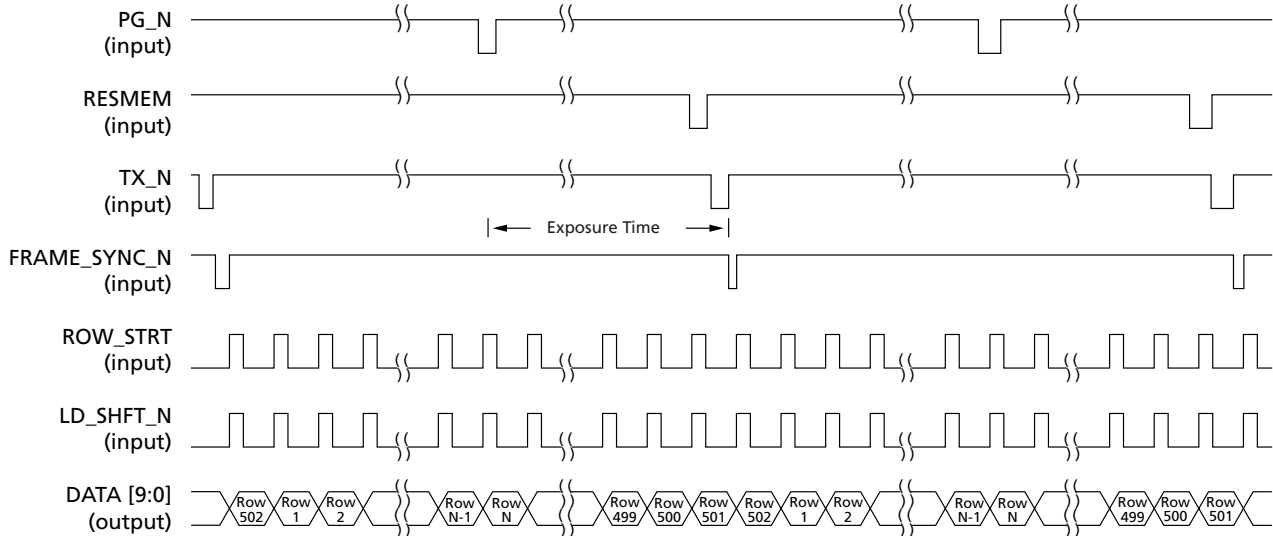 PG_N
(input)
RESMEM
(input)
TX_N
(input)
Exposure Time
FRAME_SYNC_N
(input)
ROW_STRT
(input)
LD_SHFT_N
(input)
DATA [9:0]
(output)
Row 502
Row 1
Row 2
Row N-1
Row N
Row 499
Row 500
Row 501
Row 502
Row 1
Row 2
Row N-1
Row N
Row 499
Row 500
Row 501